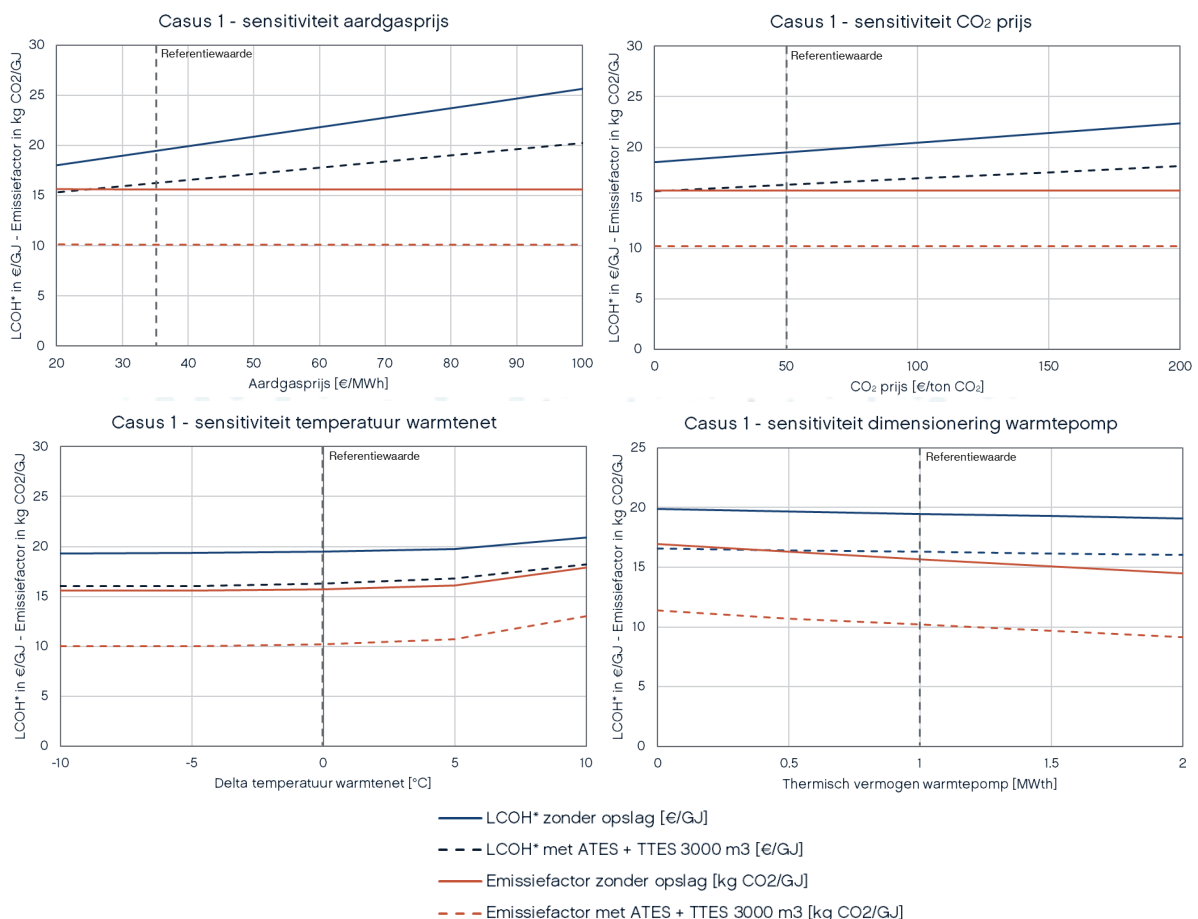 Casus 1 - sensitiviteit aardgasprijs
LCOH* in €/GJ - Emissiefactor in kg CO2/GJ
30
25
20
15
10
5
0
Referentiewaarde
20 30 40 50 60 70 80 90 100
Aardgasprijs [€/MWh]
Casus 1 - sensitiviteit CO₂ prijs
LCOH* in €/GJ - Emissiefactor in kg CO2/GJ
30
25
20
15
10
5
0
Referentiewaarde
0 50 100 150 200
CO₂ prijs [€/ton CO₂]
Casus 1 - sensitiviteit temperatuur warmtenet
LCOH* in €/GJ - Emissiefactor in kg CO2/GJ
30
25
20
15
10
5
0
Referentiewaarde
-10 -5 0 5 10
Delta temperatuur warmtenet [°C]
Casus 1 - sensitiviteit dimensionering warmtepomp
LCOH* in €/GJ - Emissiefactor in kg CO2/GJ
25
20
15
10
5
0
Referentiewaarde
0 0.5 1 1.5 2
Thermisch vermogen warmtepomp [MWth]
LCOH* zonder opslag [€/GJ]
LCOH* met ATES + TTES 3000 m3 [€/GJ]
Emissiefactor zonder opslag [kg CO2/GJ]
Emissiefactor met ATES + TTES 3000 m3 [kg CO2/GJ]